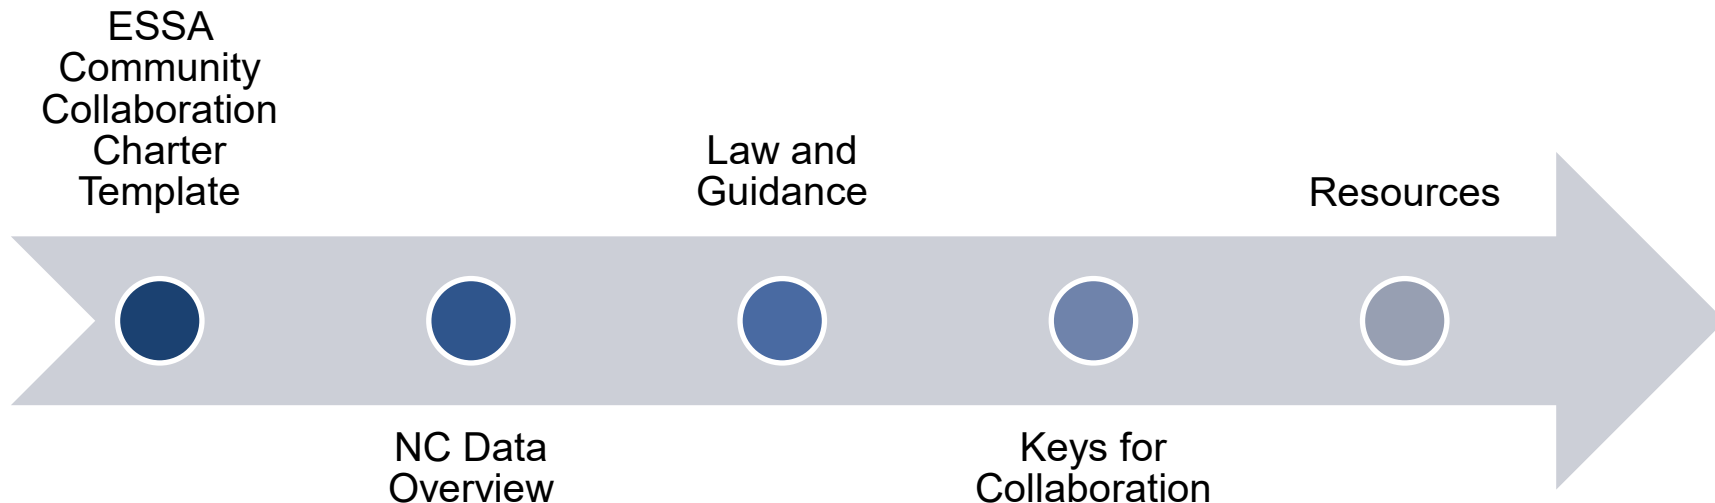 ESSA
Community
Collaboration
Charter
Template
NC Data
Overview
Law and
Guidance
Keys for
Collaboration
Resources